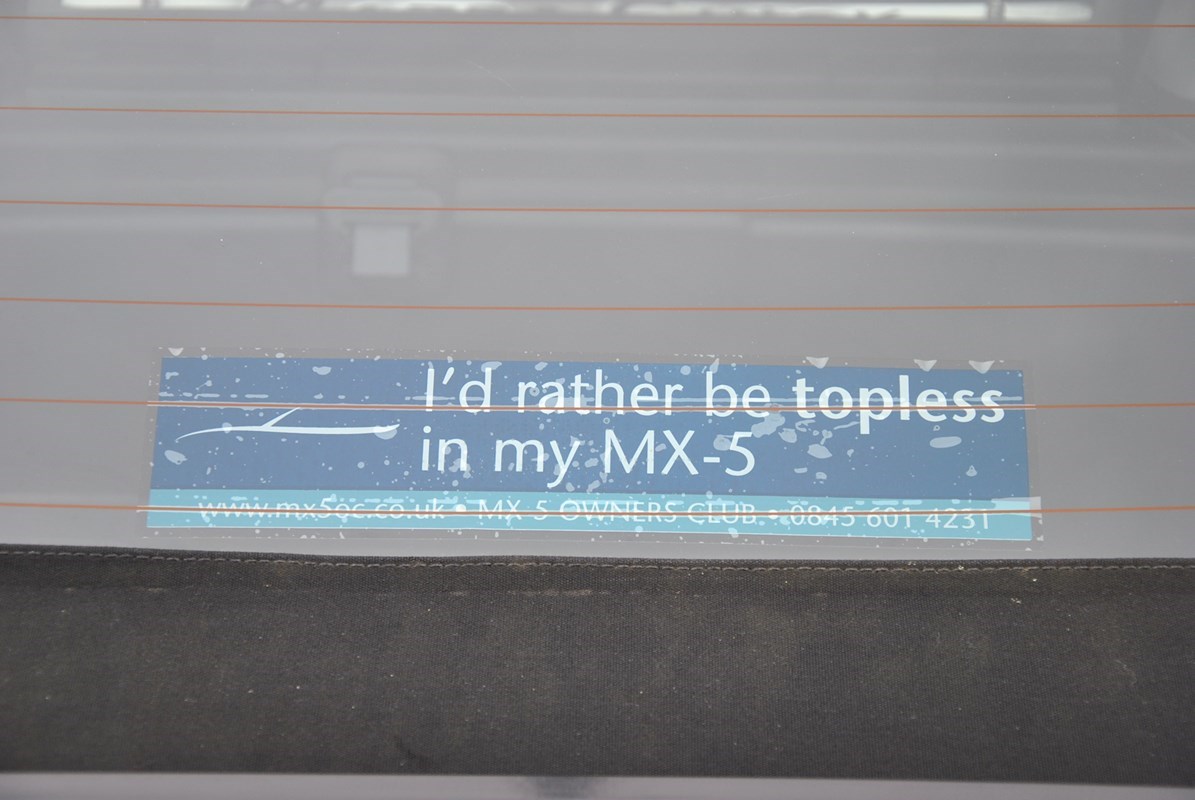 I'd rather be topless
in my MX-5
www.mx5oc.co.uk • MX-5 OWNERS CLUB • 0845 601 4231